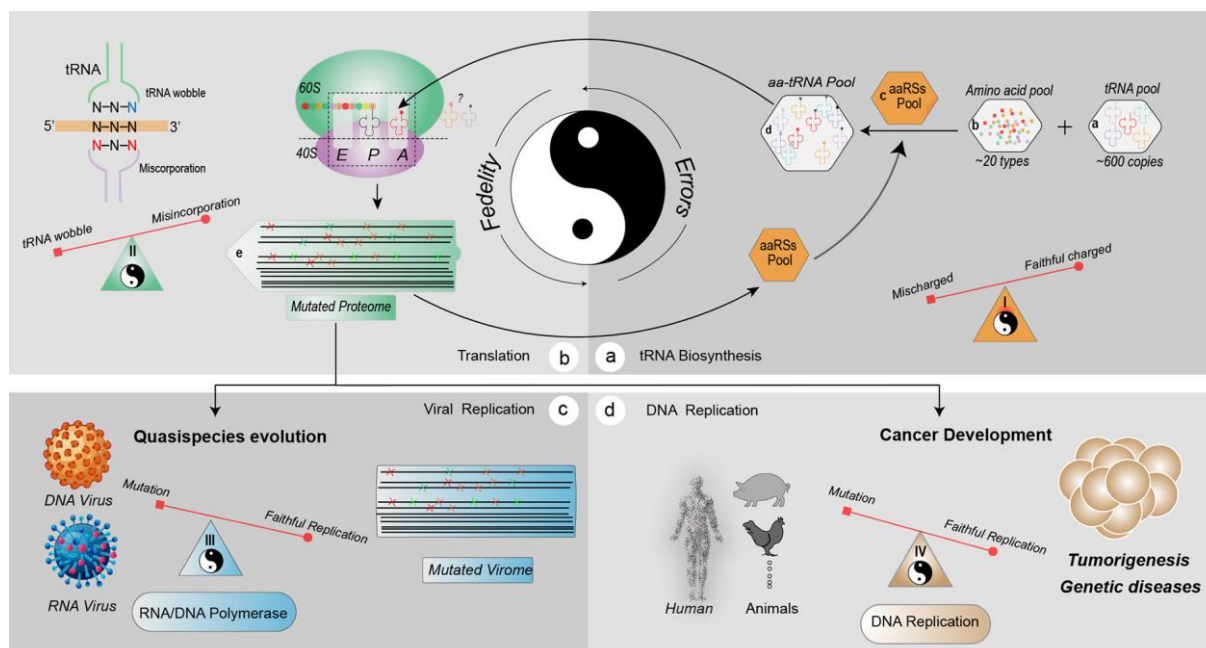 tRNA
tRNA wobble
N-N-N
5' N-N-N 3'
N-N-N
Miscorporation
60S
40S
E P A
?
tRNA wobble
Misincorporation
II
e
Mutated Proteome
Fedelity
Errors
aa-tRNA Pool
d
c aaRSs
Pool
Amino acid pool
b
~20 types
+
tRNA pool
a
~600 copies
aaRSs
Pool
Mischarged
Faithful charged
I
Translation b
a tRNA Biosynthesis
Viral Replication c
Quasispecies evolution
DNA Virus
RNA Virus
Mutation
Faithful Replication
III
RNA/DNA Polymerase
Mutated Virome
d DNA Replication
Cancer Development
Human
Animals
Mutation
Faithful Replication
IV
DNA Replication
Tumorigenesis
Genetic diseases